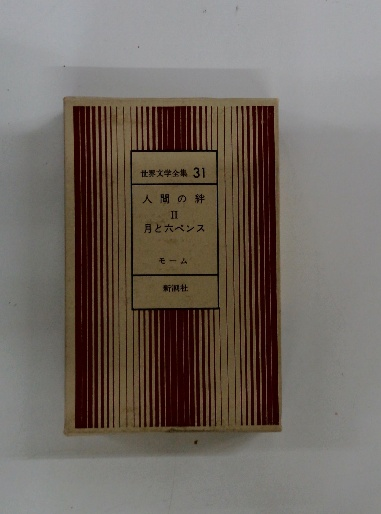 世界文学全集 31
人間の絆
II
月と六ペンス
モーム
新潮社